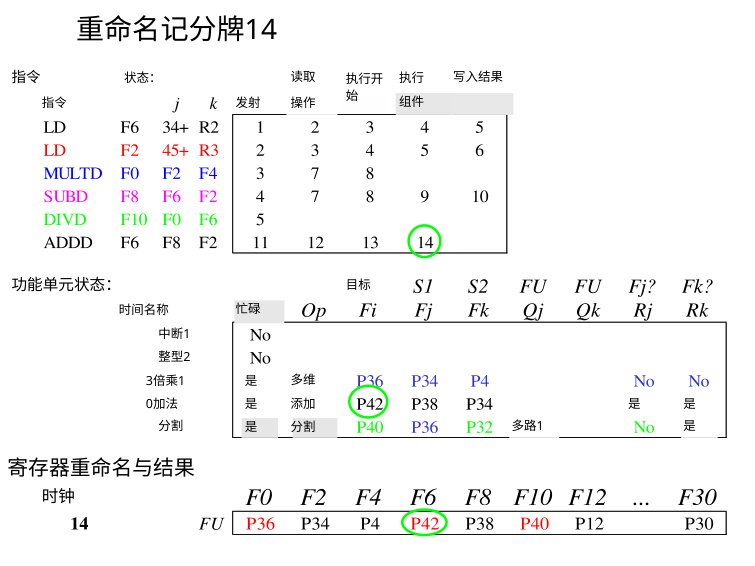 重命名记分牌14
指令 状态： 读取 执行开始 执行 写入结果
指令 j k 发射 操作 组件
LD F6 34+ R2 1 2 3 4 5
LD F2 45+ R3 2 3 4 5 6
MULTD F0 F2 F4 3 7 8
SUBD F8 F6 F2 4 7 8 9 10
DIVD F10 F0 F6 5
ADDD F6 F8 F2 11 12 13 14
功能单元状态： 目标 S1 S2 FU FU Fj? Fk?
时间名称 忙碌 Op Fi Fj Fk Qj Qk Rj Rk
中断1 No
整型2 No
3倍乘1 是 多维 P36 P34 P4 No No
0加法 是 添加 P42 P38 P34 是 是
分割 是 分割 P40 P36 P32 多路1 No 是
寄存器重命名与结果
时钟 F0 F2 F4 F6 F8 F10 F12 ... F30
14 FU P36 P34 P4 P42 P38 P40 P12 P30